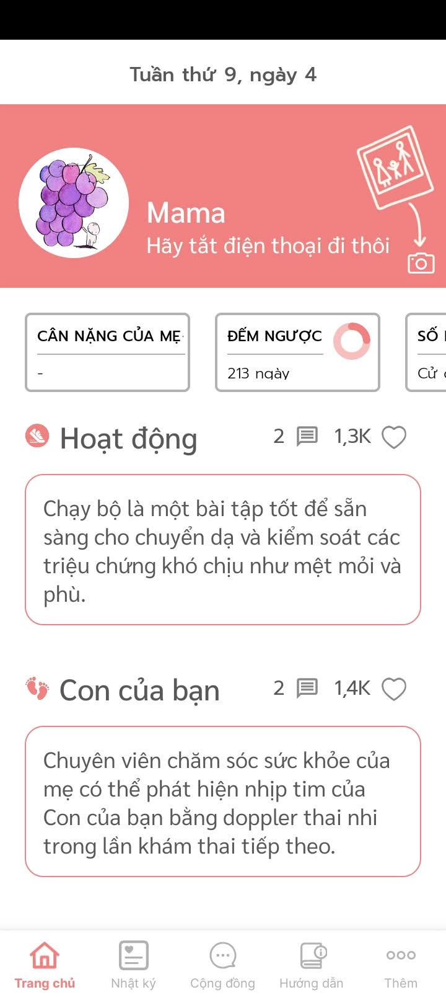 Tuần thứ 9, ngày 4
Mama
Hãy tắt điện thoại đi thôi
CÂN NẶNG CỦA MẸ
-
ĐẾM NGƯỢC
213 ngày
SỐ
Cử
Hoạt động
2
1,3K
Chạy bộ là một bài tập tốt để sẵn
sàng cho chuyển dạ và kiểm soát các
triệu chứng khó chịu như mệt mỏi và
phù.
Con của bạn
2
1,4K
Chuyên viên chăm sóc sức khỏe của
mẹ có thể phát hiện nhịp tim của
Con của bạn bằng doppler thai nhi
trong lần khám thai tiếp theo.
Trang chủ
Nhật ký
Cộng đồng
Hướng dẫn
Thêm